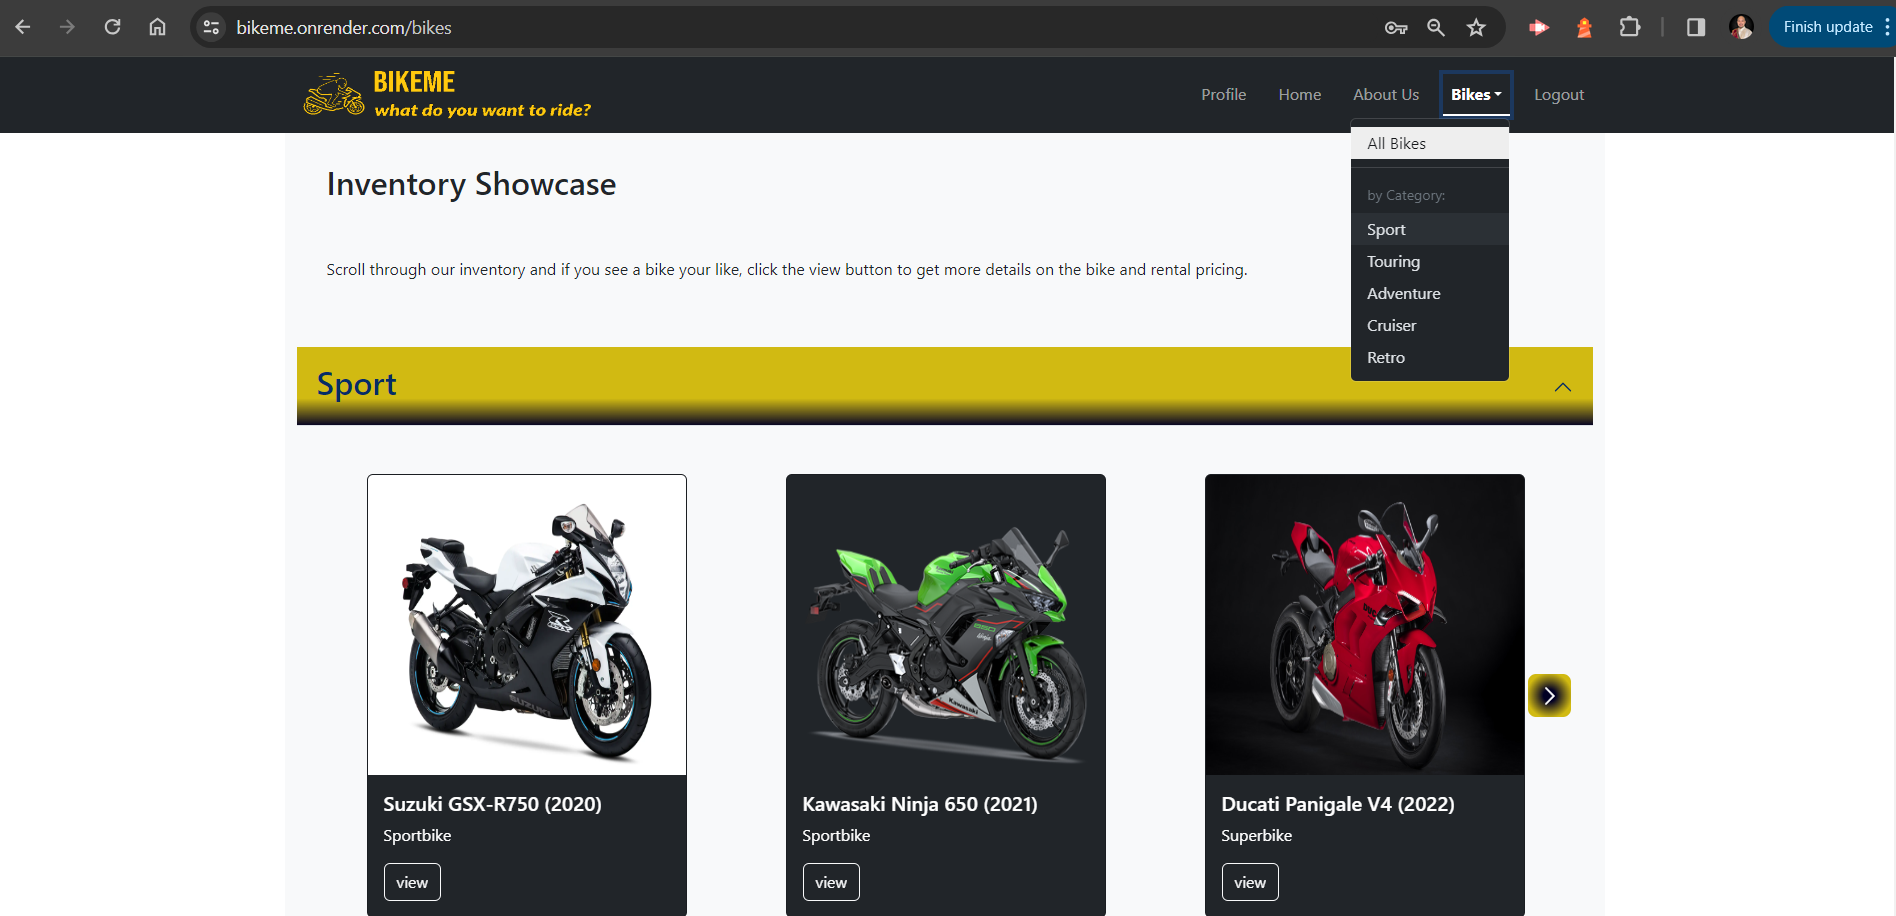 bikeme.onrender.com/bikes
Finish update
BIKEME
what do you want to ride?
Profile
Home
About Us
Bikes
Logout
All Bikes
by Category:
Sport
Touring
Adventure
Cruiser
Retro
Inventory Showcase
Scroll through our inventory and if you see a bike your like, click the view button to get more details on the bike and rental pricing.
Sport
Suzuki GSX-R750 (2020)
Sportbike
view
Kawasaki Ninja 650 (2021)
Sportbike
view
Ducati Panigale V4 (2022)
Superbike
view
SUZUKI
Kawasaki